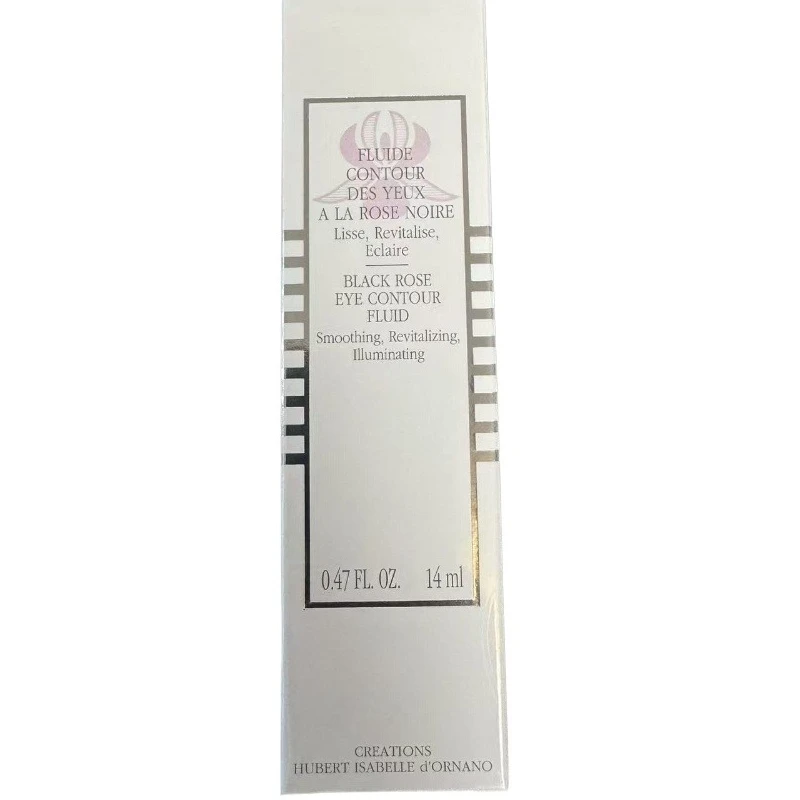 FLUIDE
CONTOUR
DES YEUX
A LA ROSE NOIRE
Lisse, Revitalise,
Eclaire
BLACK ROSE
EYE CONTOUR
FLUID
Smoothing, Revitalizing,
Illuminating
0.47 FL. OZ. 14 ml
CREATIONS
HUBERT ISABELLE d'ORNANO